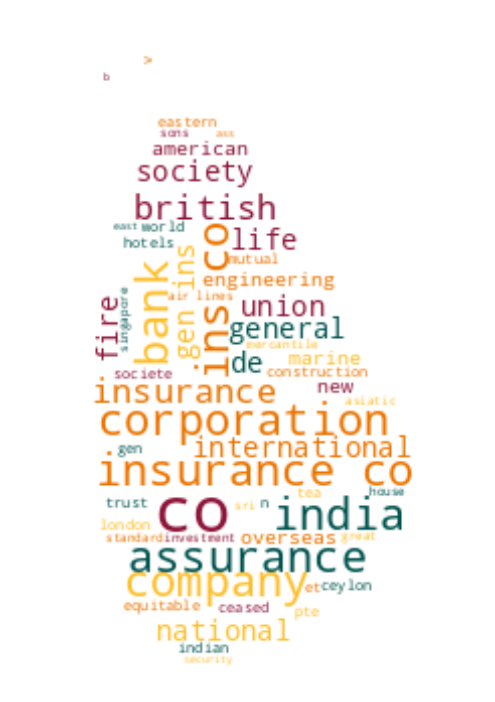 b
eastern
sons ass
american
society
british
east world
hotels
ins co
life
mutual
bank
gen ins
engineering
air lines
fire
singapore
union
general
mercantile
de
marine
societe
construction
insurance
new
asiatic
corporation
gen
international
insurance co
house
trust
co
sri
n
tea
india
london
standard
investment
overseas
great
assurance
company
et
ceylon
equitable
ceased
pte
national
indian
security